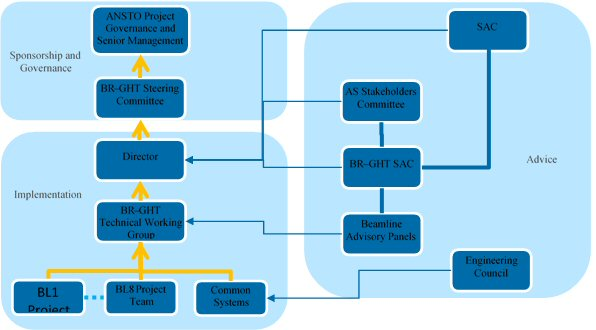 ANSTO Project
Governance and
Senior Management
Sponsorship and
Governance
BR–GHT Steering
Committee
SAC
AS Stakeholders
Committee
Director
BR–GHT SAC
Advice
Implementation
BR–GHT
Technical Working
Group
Beamline
Advisory Panels
Engineering
Council
BL1
Project
BL8 Project
Team
Common
Systems